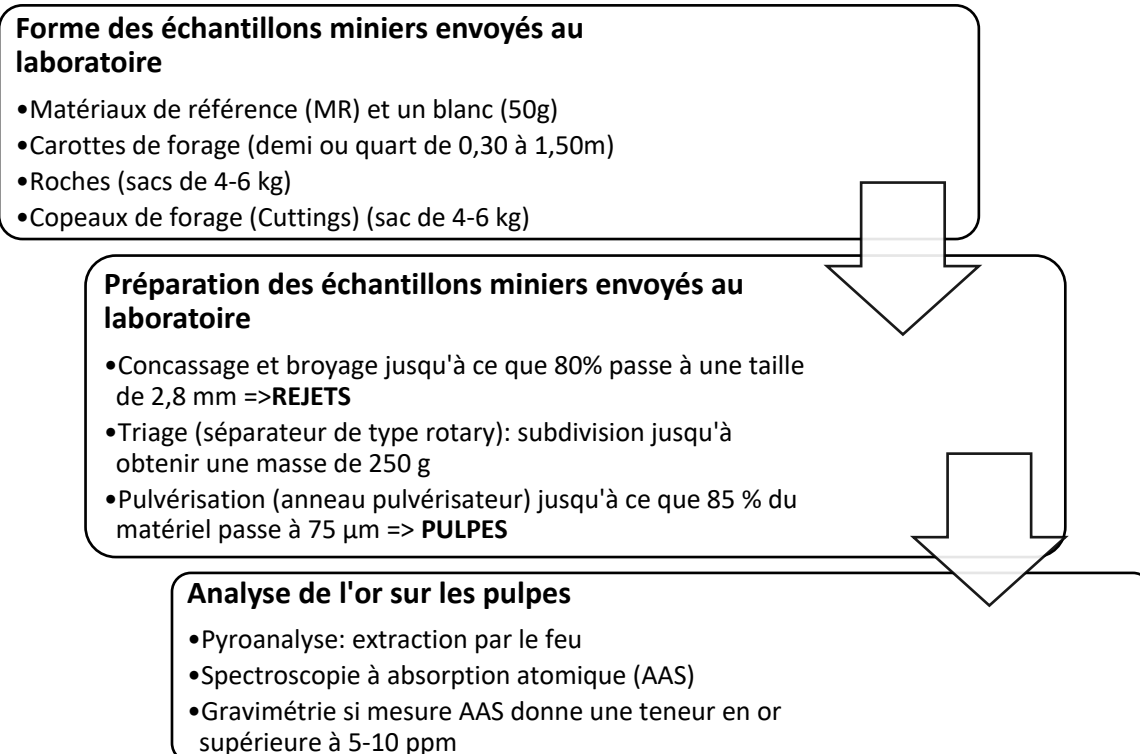 Forme des échantillons miniers envoyés au
laboratoire
•Matériaux de référence (MR) et un blanc (50g)
•Carottes de forage (demi ou quart de 0,30 à 1,50m)
•Roches (sacs de 4-6 kg)
•Copeaux de forage (Cuttings) (sac de 4-6 kg)
Préparation des échantillons miniers envoyés au
laboratoire
•Concassage et broyage jusqu'à ce que 80% passe à une taille
de 2,8 mm =>REJETS
•Triage (séparateur de type rotary): subdivision jusqu'à
obtenir une masse de 250 g
•Pulvérisation (anneau pulvérisateur) jusqu'à ce que 85 % du
matériel passe à 75 µm => PULPES
Analyse de l'or sur les pulpes
•Pyroanalyse: extraction par le feu
•Spectroscopie à absorption atomique (AAS)
•Gravimétrie si mesure AAS donne une teneur en or
supérieure à 5-10 ppm